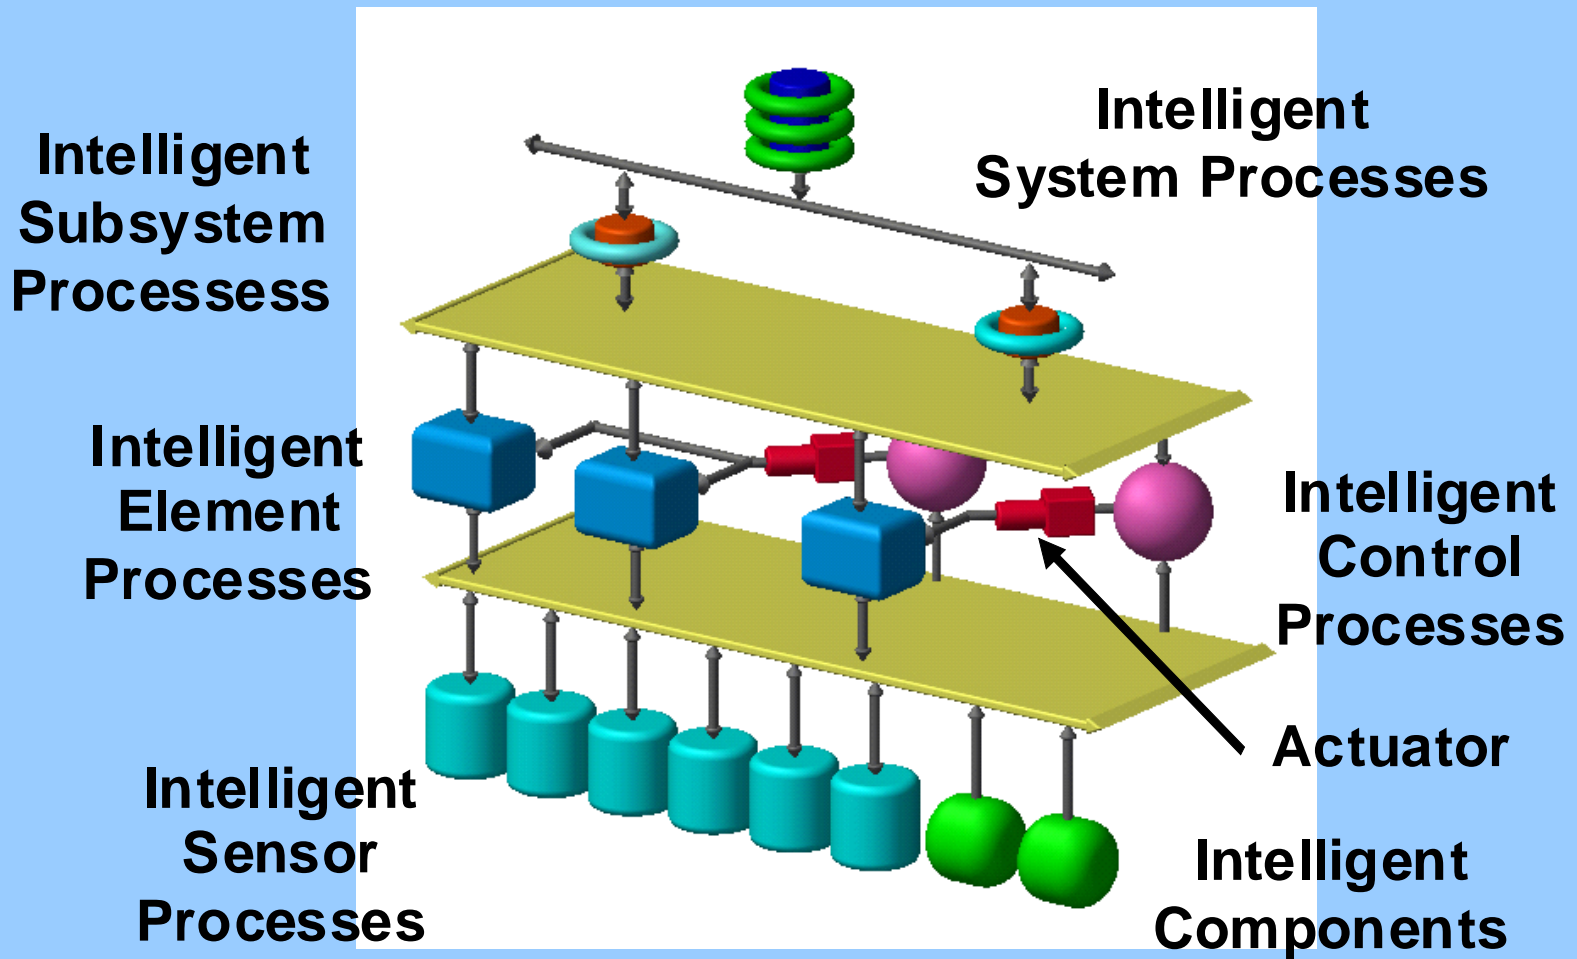 Intelligent
System Processes
Intelligent
Subsystem
Processess
Intelligent
Element
Processes
Intelligent
Control
Processes
Actuator
Intelligent
Sensor
Processes
Intelligent
Components